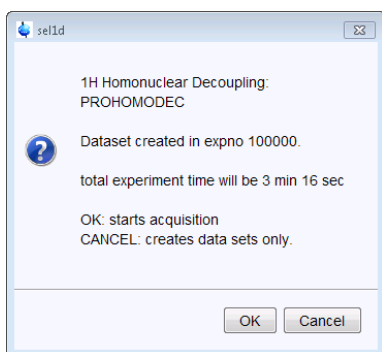 sel1d
1H Homonuclear Decoupling:
PROHOMODEC
Dataset created in expno 100000.
total experiment time will be 3 min 16 sec
OK: starts acquisition
CANCEL: creates data sets only.
OK Cancel